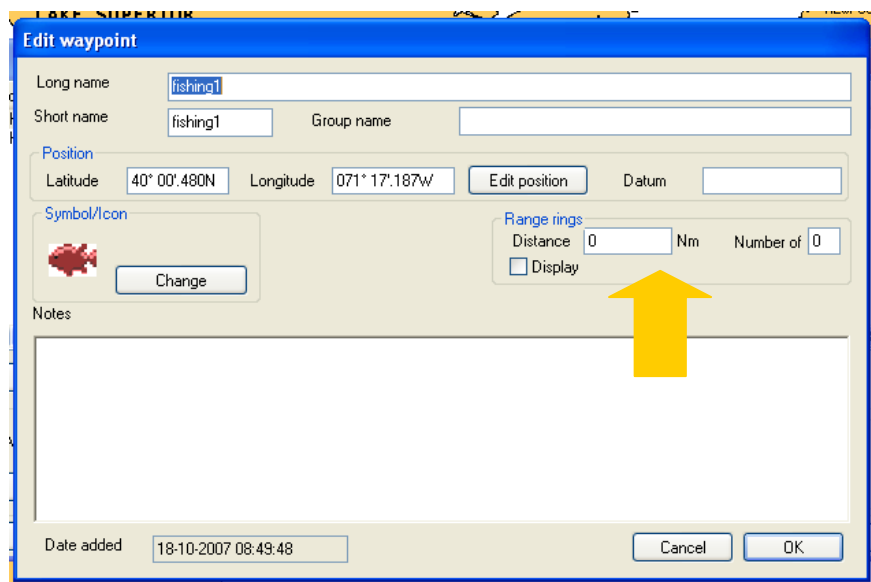 LAKE SUPERIOR
Edit waypoint
Long name fishing1
Short name fishing1 Group name
Position
Latitude 40° 00'.480N Longitude 071° 17'.187W Edit position Datum
Symbol/Icon Range rings
Distance 0 Nm Number of 0
Display
Change
Notes
Date added 18-10-2007 08:49:48 Cancel OK